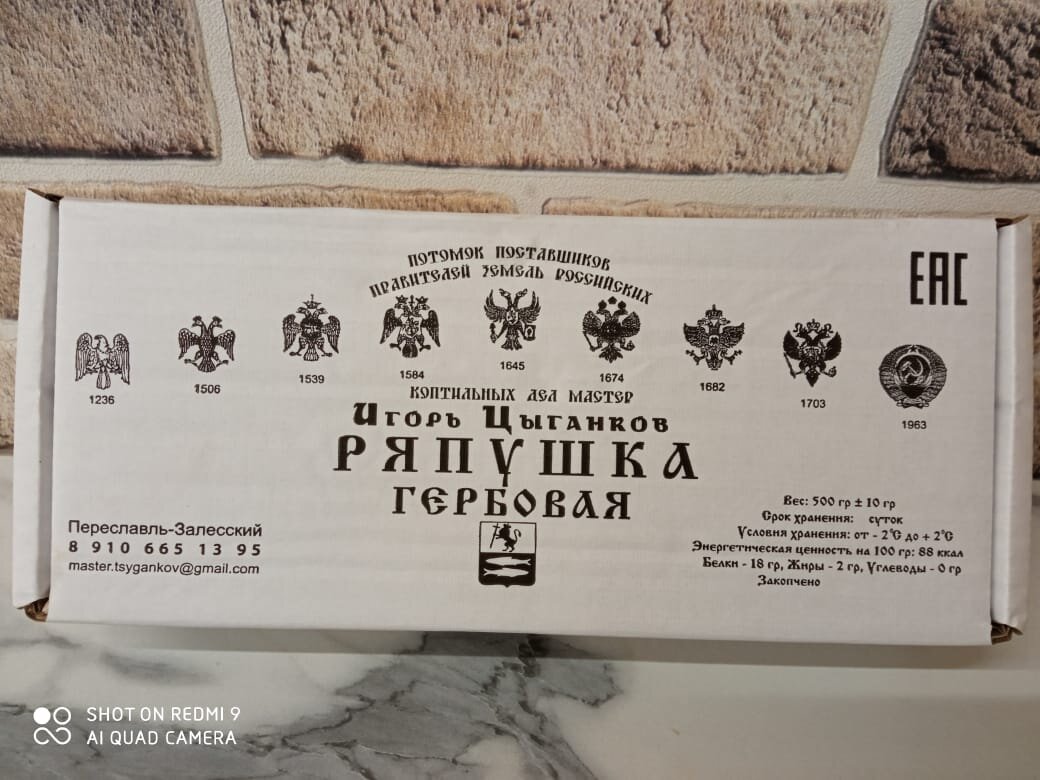 ПОТОМОК ПОСТАВЩИКОВ
ПРАВИТЕЛЕЙ ЗЕМЕЛЬ РОССИЙСКИХ
ЕАС
1236
1506
1539
1584
1645
1674
1682
1703
1963
КОПТИЛЬНЫХ ДЕЛ МАСТЕР
Игорь Цыганков
РЯПУШКА
ГЕРБОВАЯ
Переславль-Залесский
8 910 665 13 95
master.tsygankov@gmail.com
Вес: 500 гр ± 10 гр
Срок хранения: суток
Условия хранения: от - 2°C до + 2°C
Энергетическая ценность на 100 гр: 88 ккал
Белки - 18 гр, Жиры - 2 гр, Углеводы - 0 гр
Закопчено
SHOT ON REDMI 9
AI QUAD CAMERA